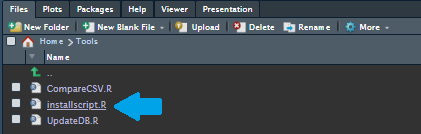 Files Plots Packages Help Viewer Presentation
New Folder New Blank File Upload Delete Rename More
Home Tools
Name
..
CompareCSV.R
installscript.R
UpdateDB.R